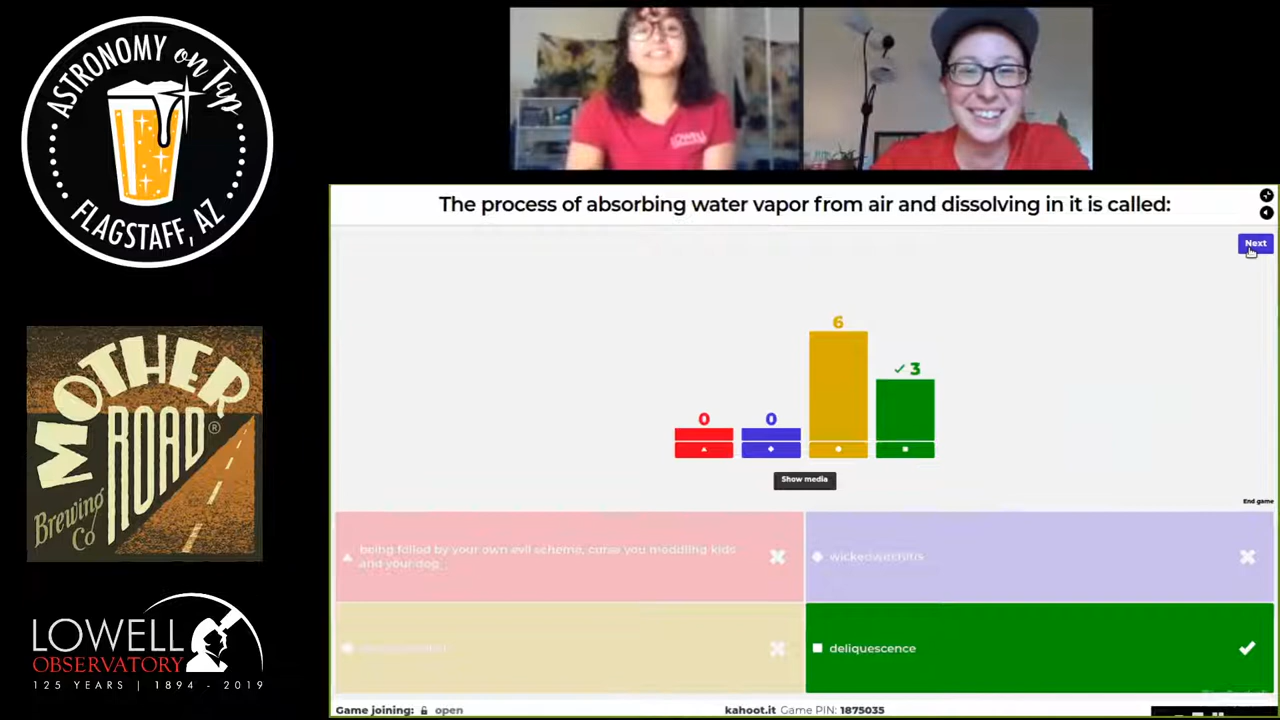 ASTRONOMY on Tap
FLAGSTAFF, AZ
MOTHER
ROAD ®
Brewing
Co
LOWELL
OBSERVATORY
125 YEARS | 1894 - 2019
LOWELL
The process of absorbing water vapor from air and dissolving in it is called:
Next
6
3
0
0
Show media
End game
being foiled by your own evil scheme, curse you meddling kids
and your dog
deliquescence
Game joining: open
kahoot.it Game PIN: 1875035